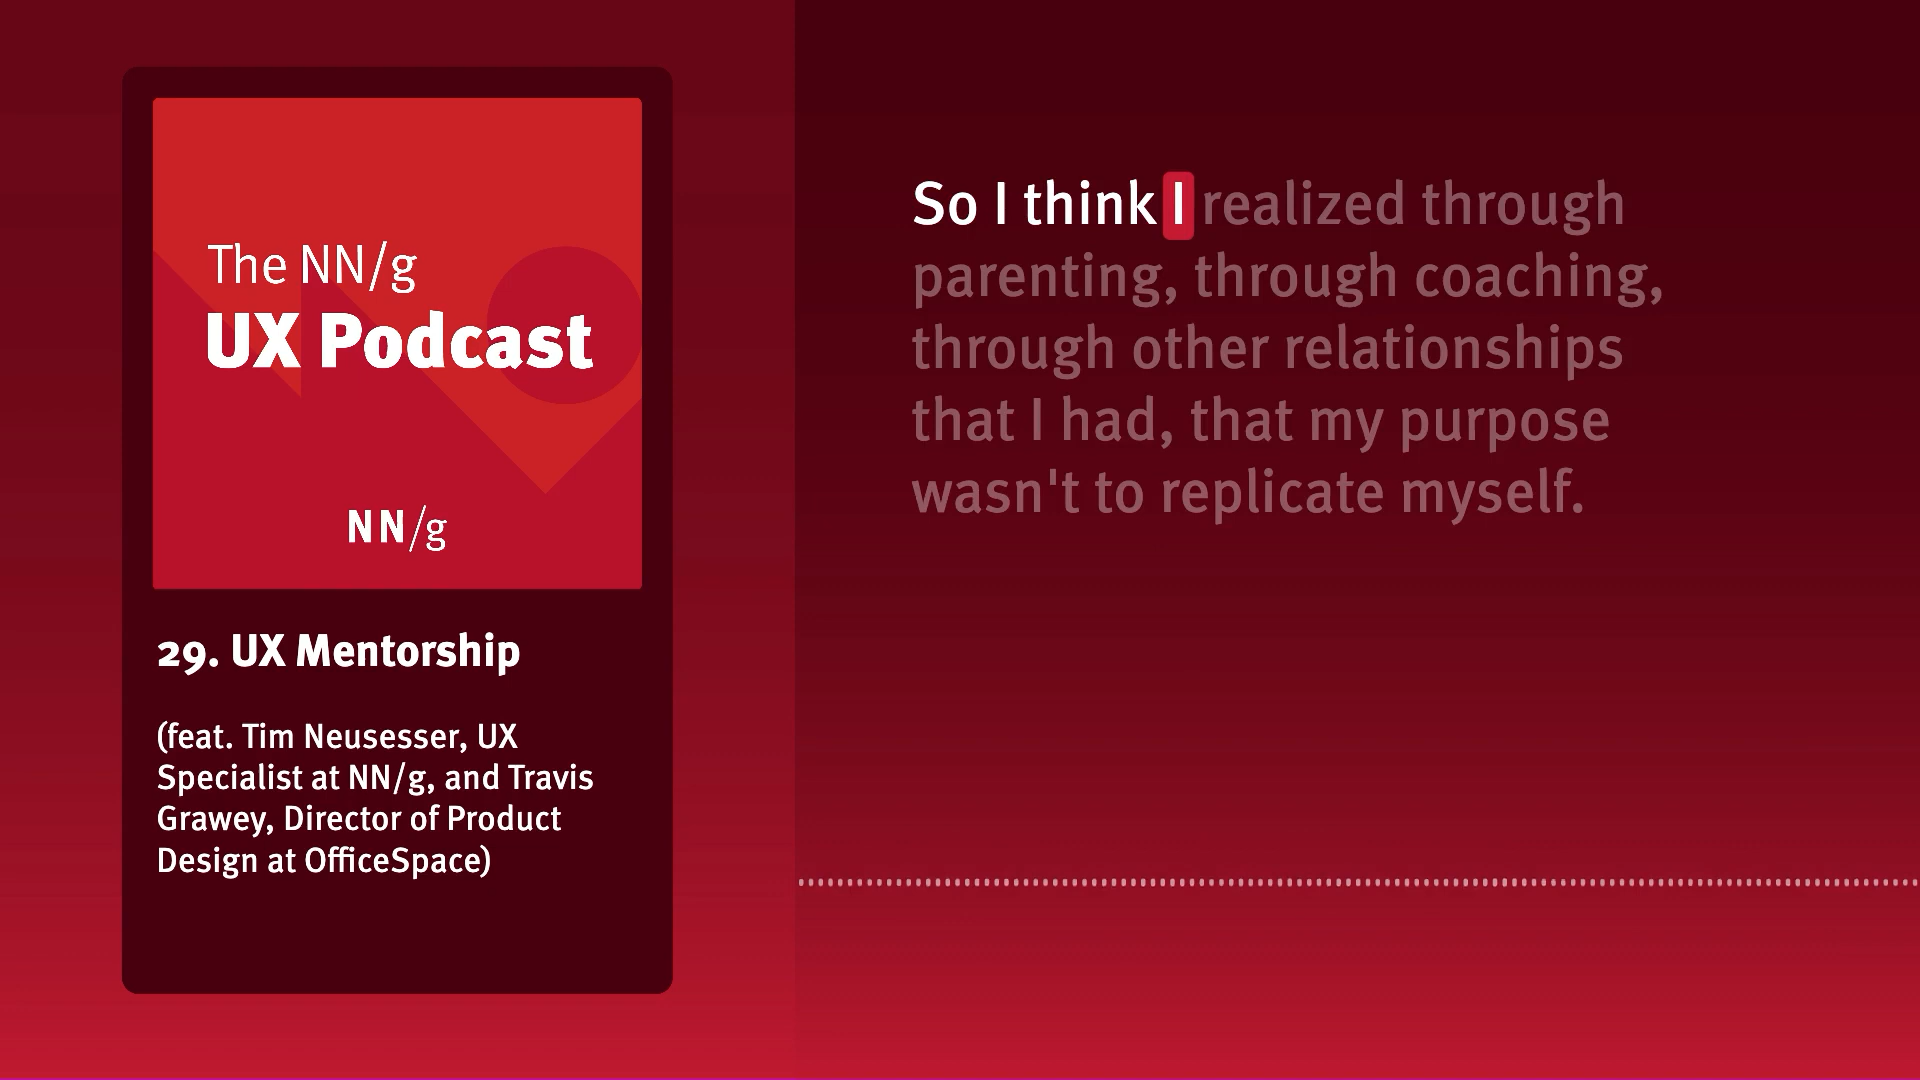 The NN/g
UX Podcast
NN/g
29. UX Mentorship
(feat. Tim Neusesser, UX
Specialist at NN/g, and Travis
Grawey, Director of Product
Design at OfficeSpace)
So I think I realized through
parenting, through coaching,
through other relationships
that I had, that my purpose
wasn't to replicate myself.